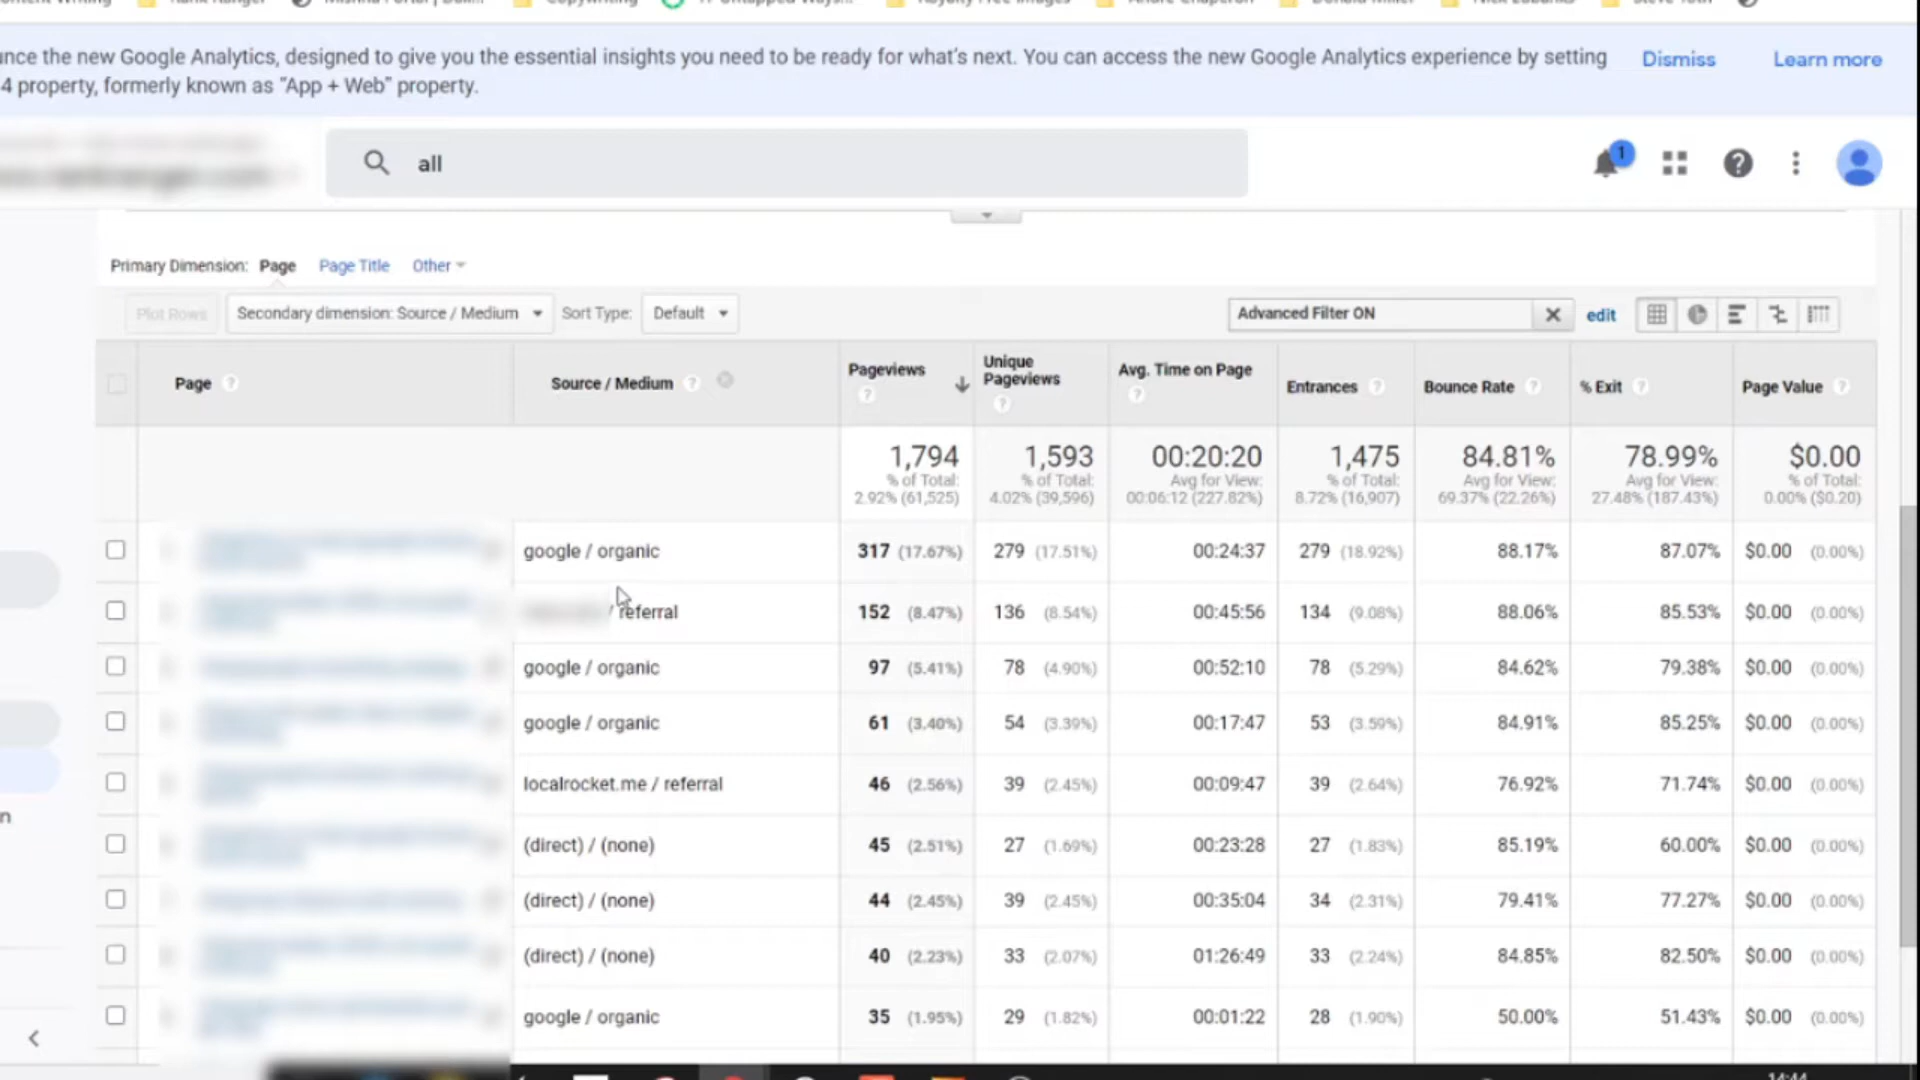 unce the new Google Analytics, designed to give you the essential insights you need to be ready for what's next. You can access the new Google Analytics experience by setting
4 property, formerly known as "App + Web" property.
Dismiss Learn more
all
1
Primary Dimension: Page Page Title Other
Plot Rows Secondary dimension: Source / Medium Sort Type: Default Advanced Filter ON edit
Page Source / Medium Pageviews Unique Pageviews Avg. Time on Page Entrances Bounce Rate % Exit Page Value
1,794 1,593 00:20:20 1,475 84.81% 78.99% $0.00
% of Total: % of Total: Avg for View: % of Total: Avg for View: Avg for View: % of Total:
2.92% (61,525) 4.02% (39,596) 00:06:12 (227.82%) 8.72% (16,907) 69.37% (22.26%) 27.48% (187.43%) 0.00% ($0.20)
google / organic 317 (17.67%) 279 (17.51%) 00:24:37 279 (18.92%) 88.17% 87.07% $0.00 (0.00%)
/ referral 152 (8.47%) 136 (8.54%) 00:45:56 134 (9.08%) 88.06% 85.53% $0.00 (0.00%)
google / organic 97 (5.41%) 78 (4.90%) 00:52:10 78 (5.29%) 84.62% 79.38% $0.00 (0.00%)
google / organic 61 (3.40%) 54 (3.39%) 00:17:47 53 (3.59%) 84.91% 85.25% $0.00 (0.00%)
localrocket.me / referral 46 (2.56%) 39 (2.45%) 00:09:47 39 (2.64%) 76.92% 71.74% $0.00 (0.00%)
(direct) / (none) 45 (2.51%) 27 (1.69%) 00:23:28 27 (1.83%) 85.19% 60.00% $0.00 (0.00%)
n
(direct) / (none) 44 (2.45%) 39 (2.45%) 00:35:04 34 (2.31%) 79.41% 77.27% $0.00 (0.00%)
(direct) / (none) 40 (2.23%) 33 (2.07%) 01:26:49 33 (2.24%) 84.85% 82.50% $0.00 (0.00%)
google / organic 35 (1.95%) 29 (1.82%) 00:01:22 28 (1.90%) 50.00% 51.43% $0.00 (0.00%)
14:44